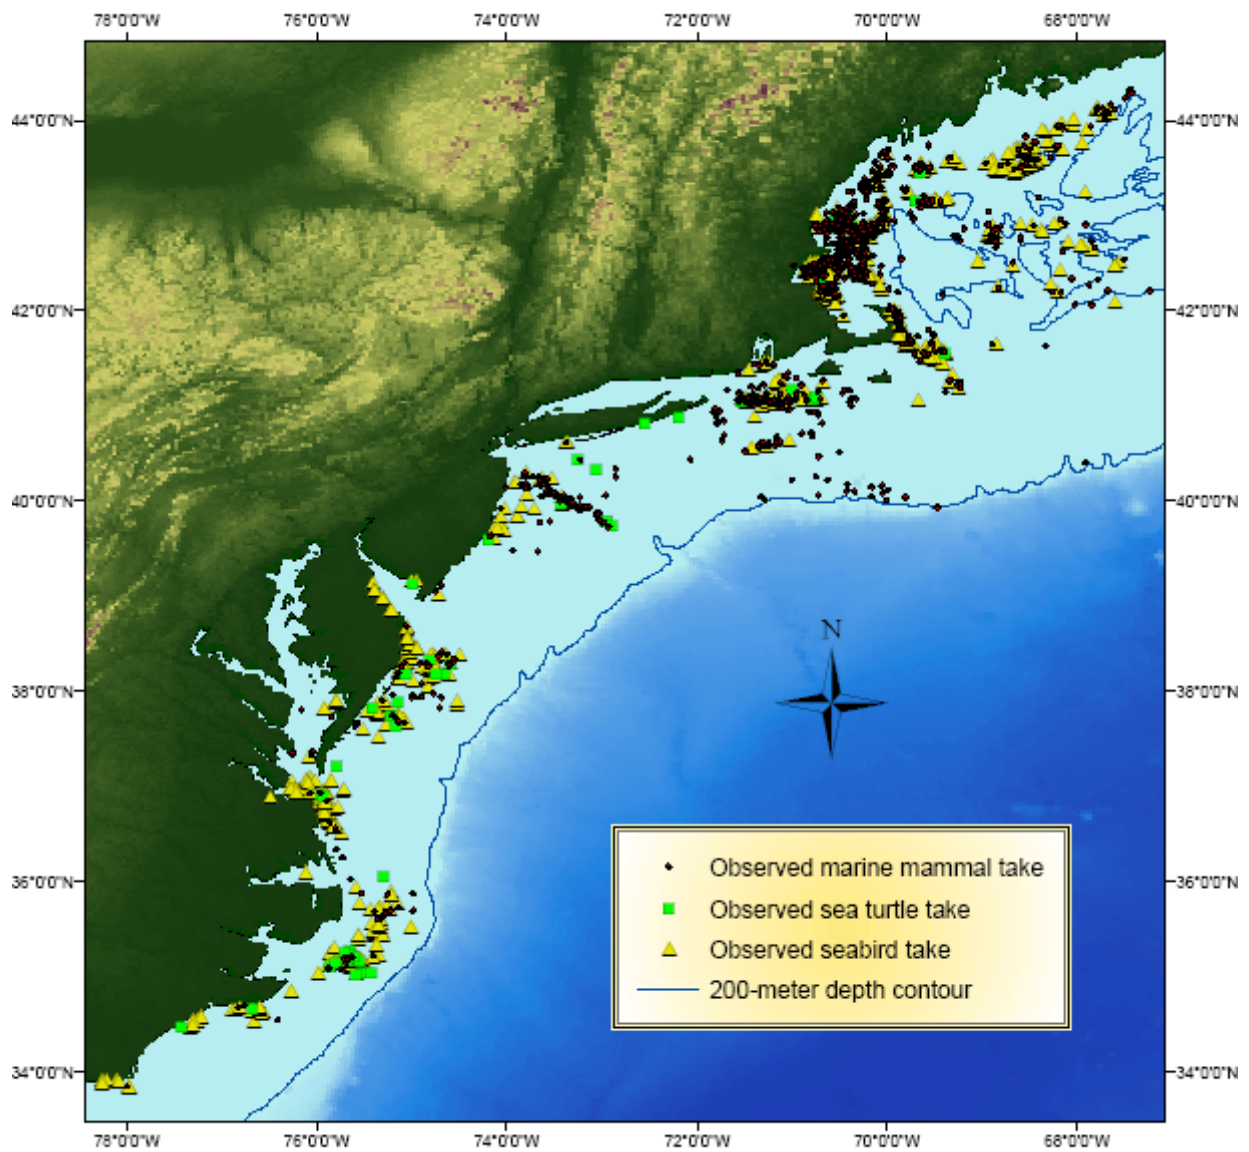 78°0'0"W 76°0'0"W 74°0'0"W 72°0'0"W 70°0'0"W 68°0'0"W
44°0'0"N 44°0'0"N
42°0'0"N 42°0'0"N
40°0'0"N 40°0'0"N
N
38°0'0"N 38°0'0"N
Observed marine mammal take
36°0'0"N 36°0'0"N
Observed sea turtle take
Observed seabird take
200-meter depth contour
34°0'0"N 34°0'0"N
78°0'0"W 76°0'0"W 74°0'0"W 72°0'0"W 70°0'0"W 68°0'0"W